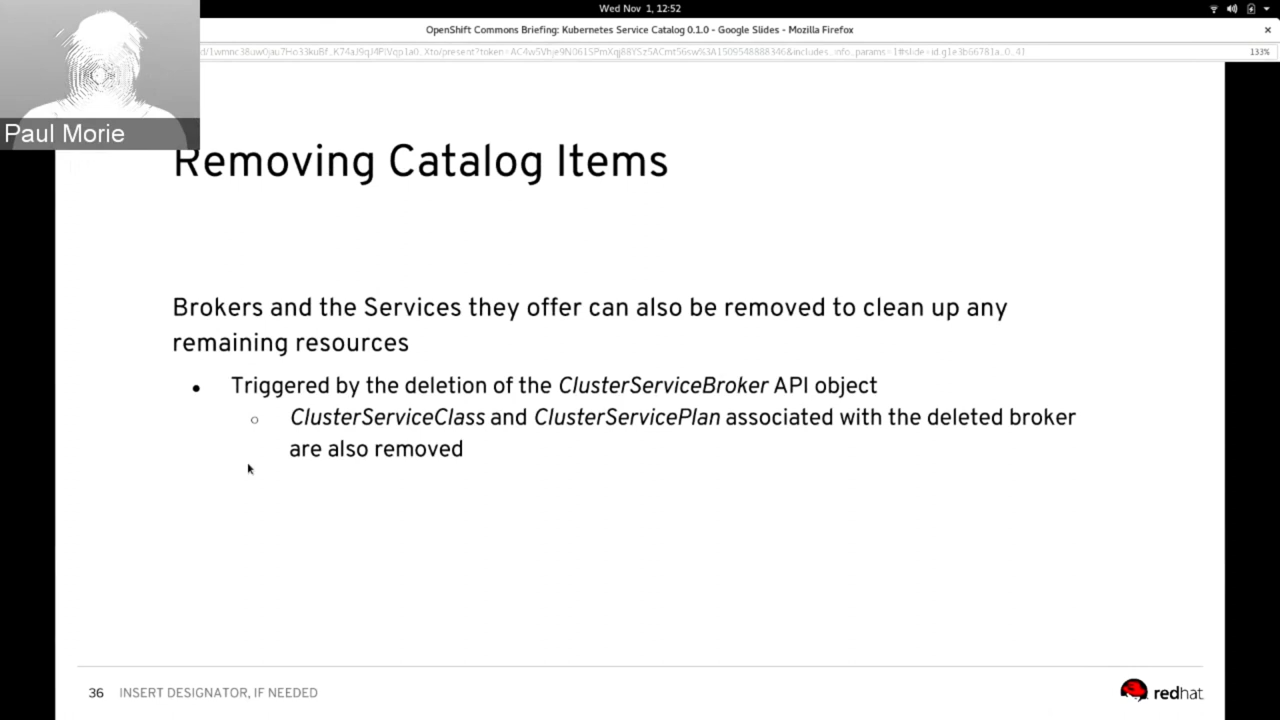 Wed Nov 1, 12:52
OpenShift Commons Briefing: Kubernetes Service Catalog 0.1.0 - Google Slides - Mozilla Firefox
133%
Paul Morie
Removing Catalog Items
Brokers and the Services they offer can also be removed to clean up any
remaining resources
• Triggered by the deletion of the ClusterServiceBroker API object
○ ClusterServiceClass and ClusterServicePlan associated with the deleted broker
are also removed
36 INSERT DESIGNATOR, IF NEEDED
redhat